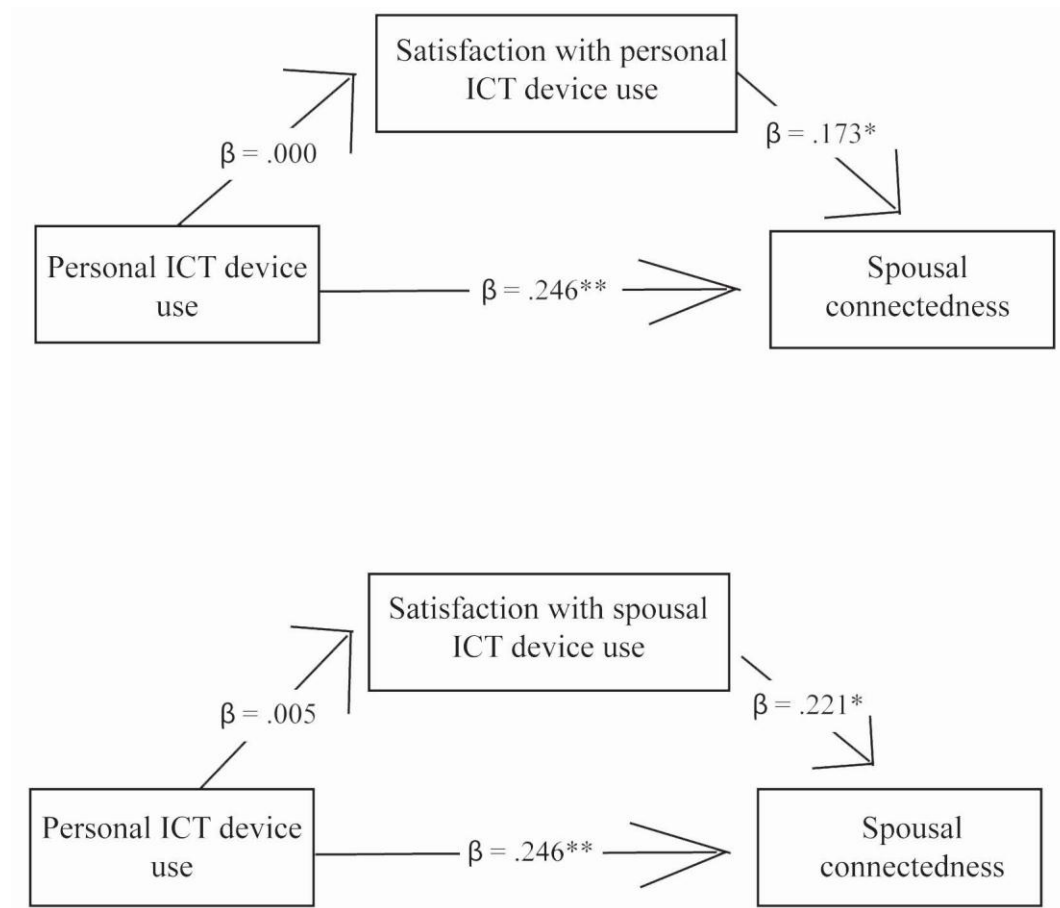 Satisfaction with personal
ICT device use
β = .000
β = .173*
Personal ICT device
use
β = .246**
Spousal
connectedness
Satisfaction with spousal
ICT device use
β = .005
β = .221*
Personal ICT device
use
β = .246**
Spousal
connectedness